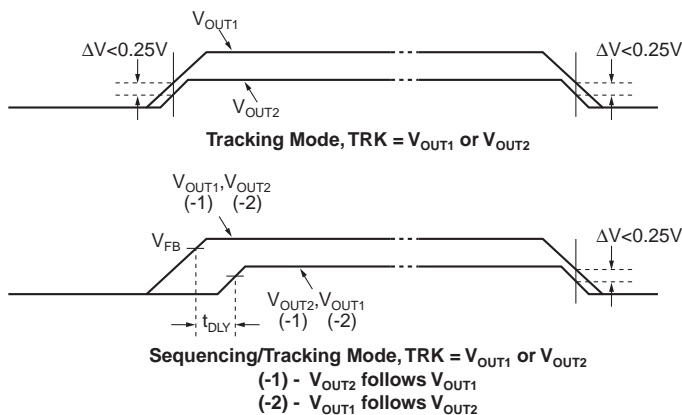 V_OUT1
ΔV<0.25V
ΔV<0.25V
V_OUT2
Tracking Mode, TRK = V_OUT1 or V_OUT2
V_OUT1,V_OUT2
(-1) (-2)
V_FB
ΔV<0.25V
V_OUT2,V_OUT1
(-1) (-2)
t_DLY
Sequencing/Tracking Mode, TRK = V_OUT1 or V_OUT2
(-1) - V_OUT2 follows V_OUT1
(-2) - V_OUT1 follows V_OUT2